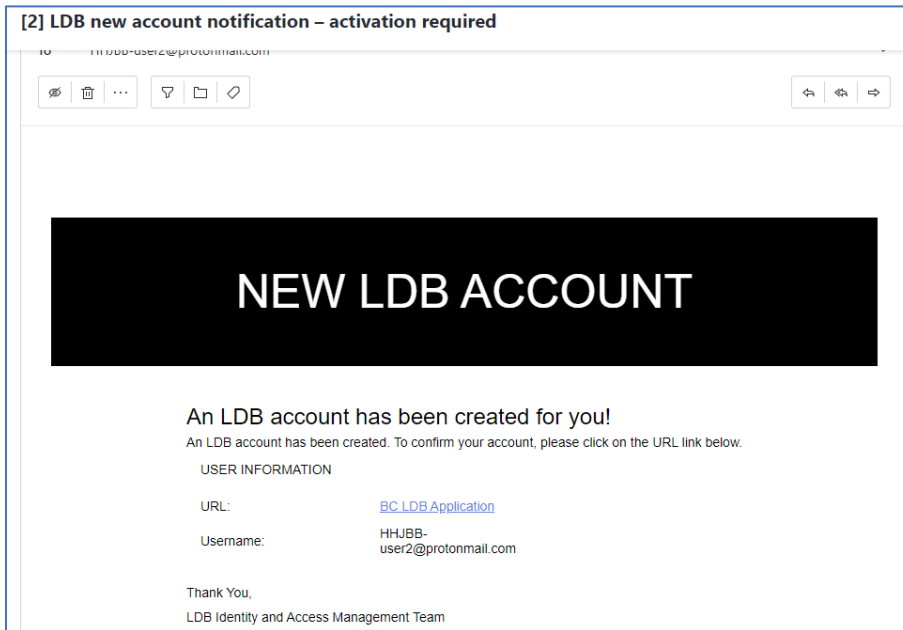 [2] LDB new account notification – activation required
HHJBB-user2@protonmail.com
NEW LDB ACCOUNT
An LDB account has been created for you!
An LDB account has been created. To confirm your account, please click on the URL link below.
USER INFORMATION
URL: BC LDB Application
Username: HHJBB-
user2@protonmail.com
Thank You,
LDB Identity and Access Management Team